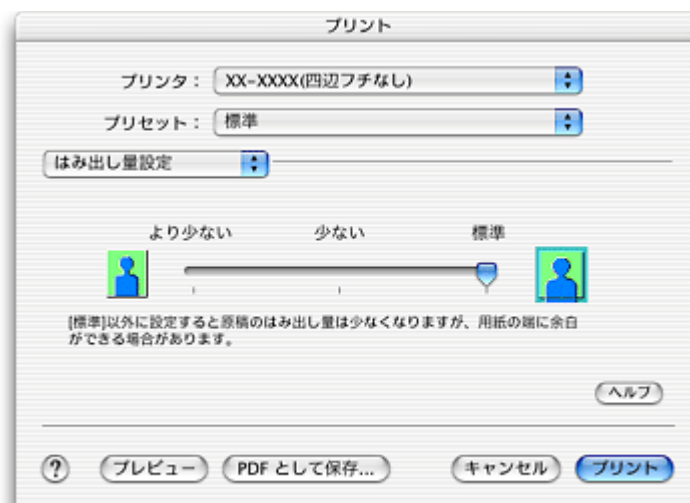 プリント
プリンタ： XX-XXXX(四辺フチなし)
プリセット： 標準
はみ出し量設定
より少ない 少ない 標準
[標準]以外に設定すると原稿のはみ出し量は少なくなりますが、用紙の端に余白
ができる場合があります。
ヘルプ
? プレビュー PDF として保存... キャンセル プリント